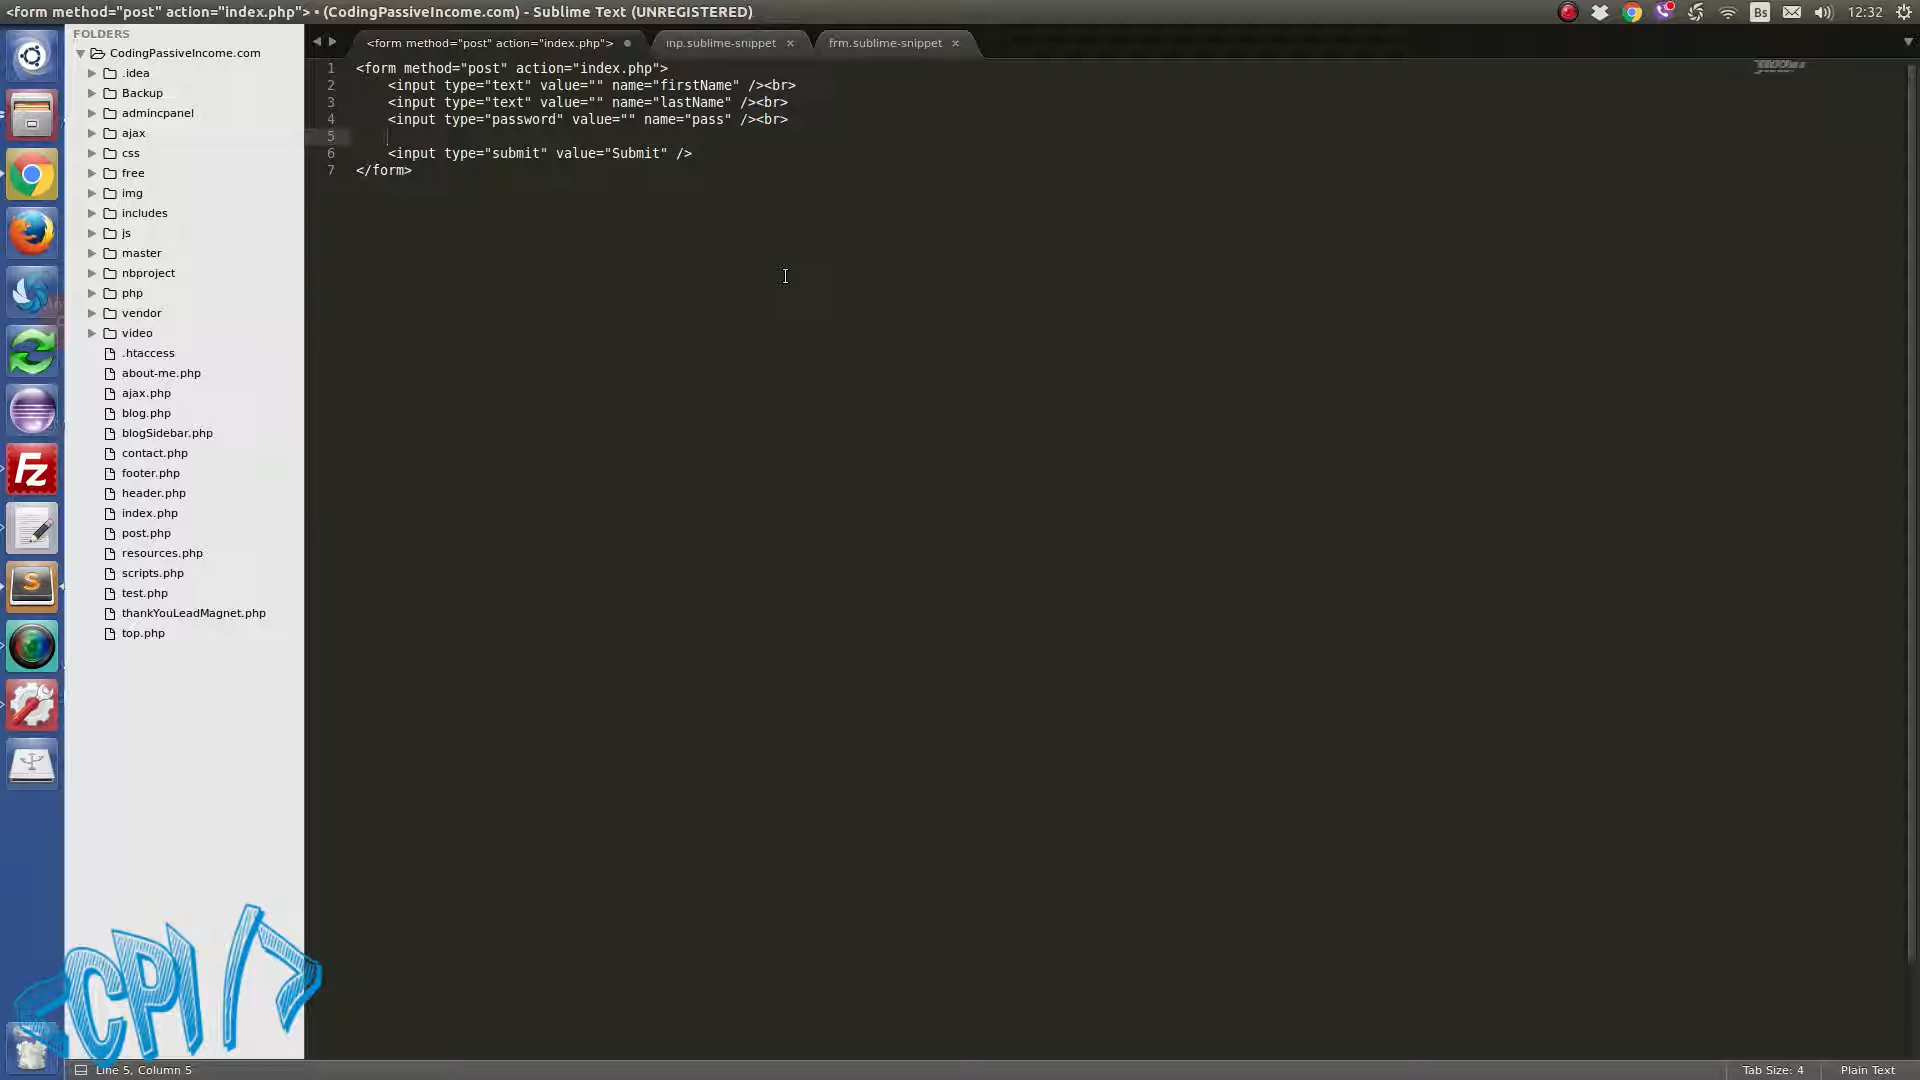 <form method="post" action="index.php"> • (CodingPassiveIncome.com) - Sublime Text (UNREGISTERED)
Bs
12:32
FOLDERS
CodingPassiveIncome.com
.idea
Backup
admincpanel
ajax
css
free
img
includes
js
master
nbproject
php
vendor
video
.htaccess
about-me.php
ajax.php
blog.php
blogSidebar.php
contact.php
footer.php
header.php
index.php
post.php
resources.php
scripts.php
test.php
thankYouLeadMagnet.php
top.php
<form method="post" action="index.php">
inp.sublime-snippet
frm.sublime-snippet
1 <form method="post" action="index.php">
2 <input type="text" value="" name="firstName" /><br>
3 <input type="text" value="" name="lastName" /><br>
4 <input type="password" value="" name="pass" /><br>
5
6 <input type="submit" value="Submit" />
7 </form>
Fz
S
<CPI/>
Line 5, Column 5
Tab Size: 4
Plain Text